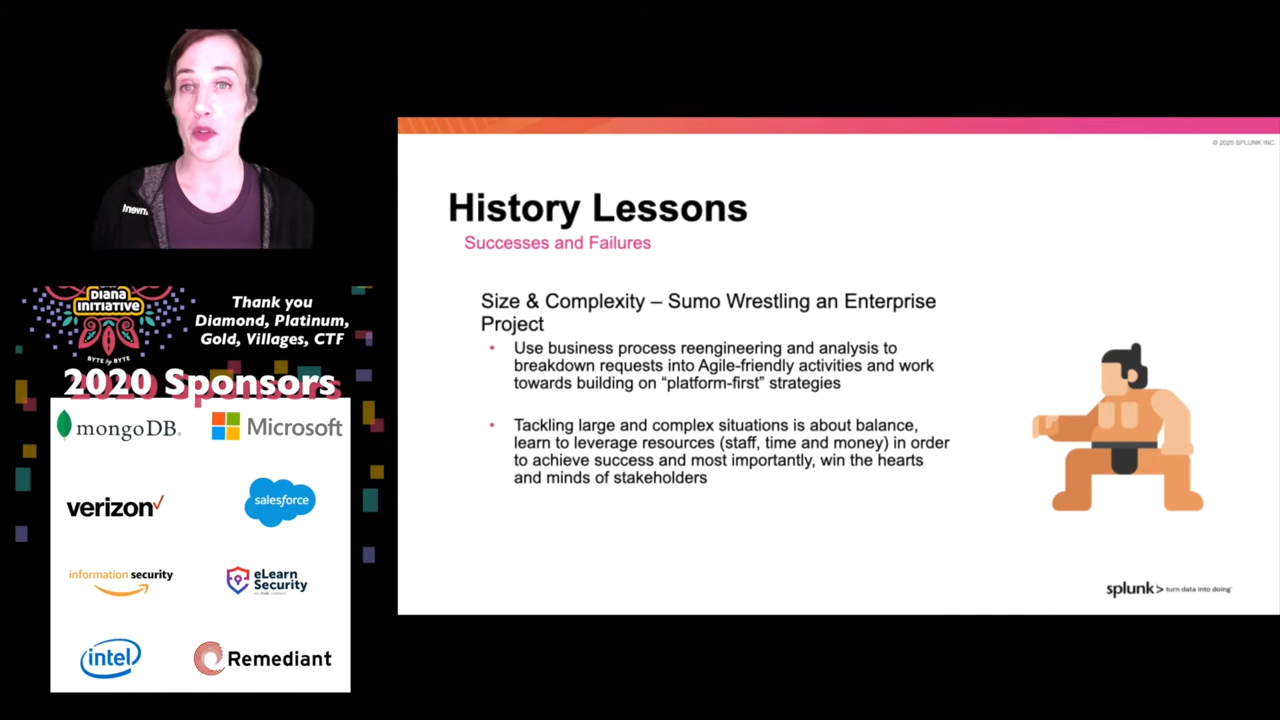 Invent
DIANA
INITIATIVE
BYTE by BYTE
Thank you
Diamond, Platinum,
Gold, Villages, CTF
2020 Sponsors
mongoDB
Microsoft
verizon
salesforce
information security
eLearn
Security
intel
Remediant
© 2020 SPLUNK INC.
History Lessons
Successes and Failures
Size & Complexity – Sumo Wrestling an Enterprise
Project
• Use business process reengineering and analysis to
breakdown requests into Agile-friendly activities and work
towards building on “platform-first” strategies
• Tackling large and complex situations is about balance,
learn to leverage resources (staff, time and money) in order
to achieve success and most importantly, win the hearts
and minds of stakeholders
splunk> turn data into doing